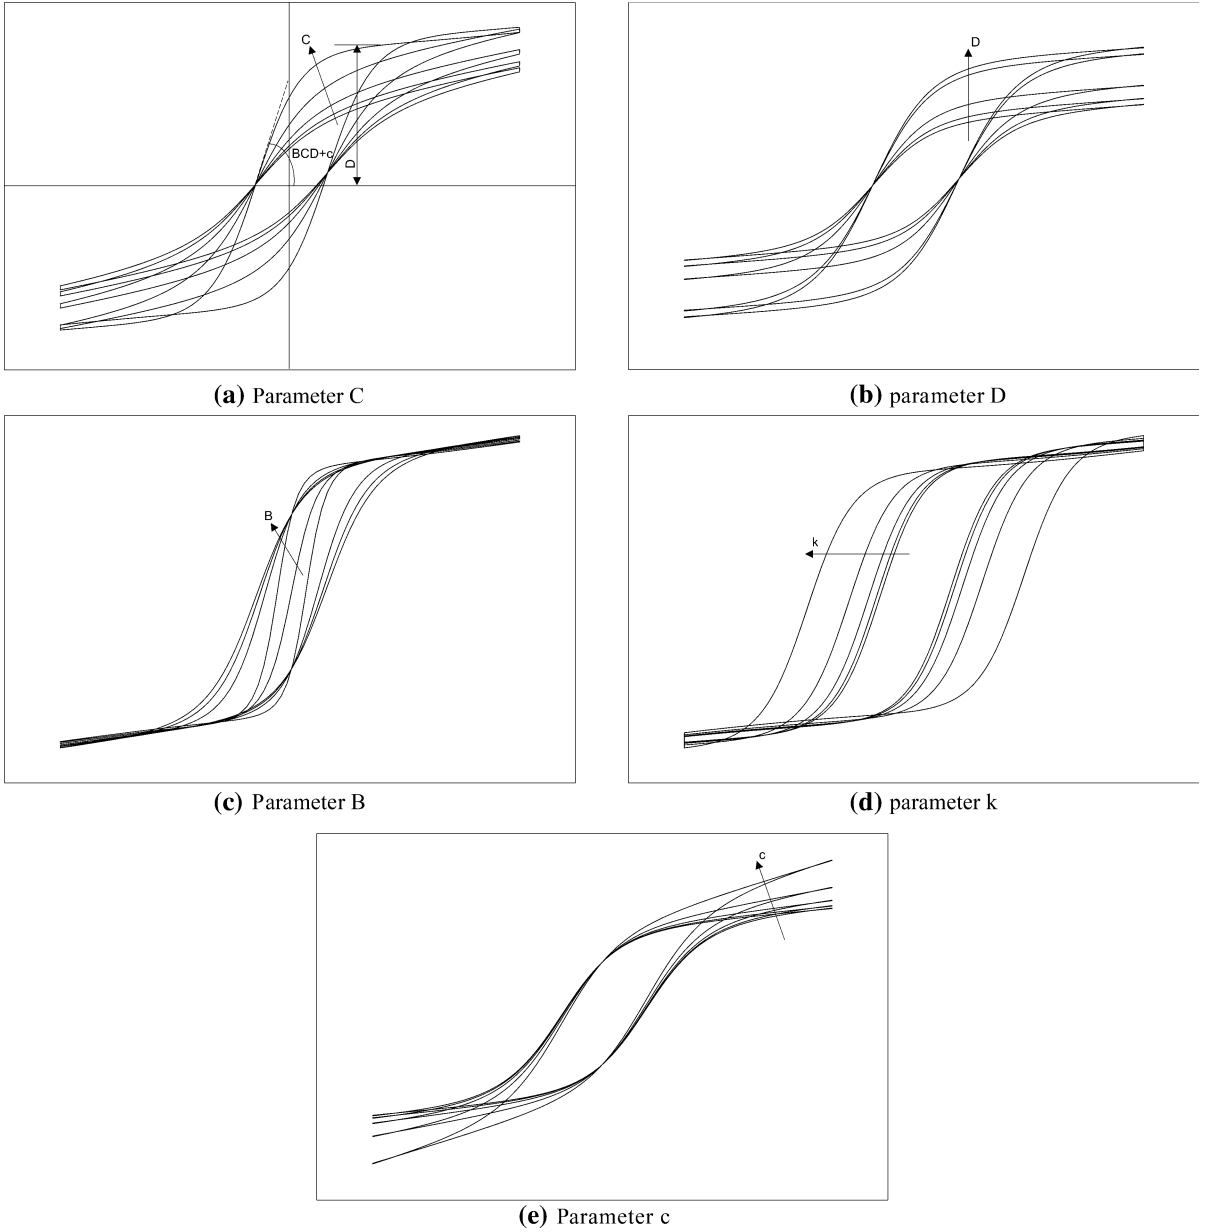 C
BCD+c
D
(a) Parameter C
D
(b) parameter D
B
(c) Parameter B
k
(d) parameter k
c
(e) Parameter c